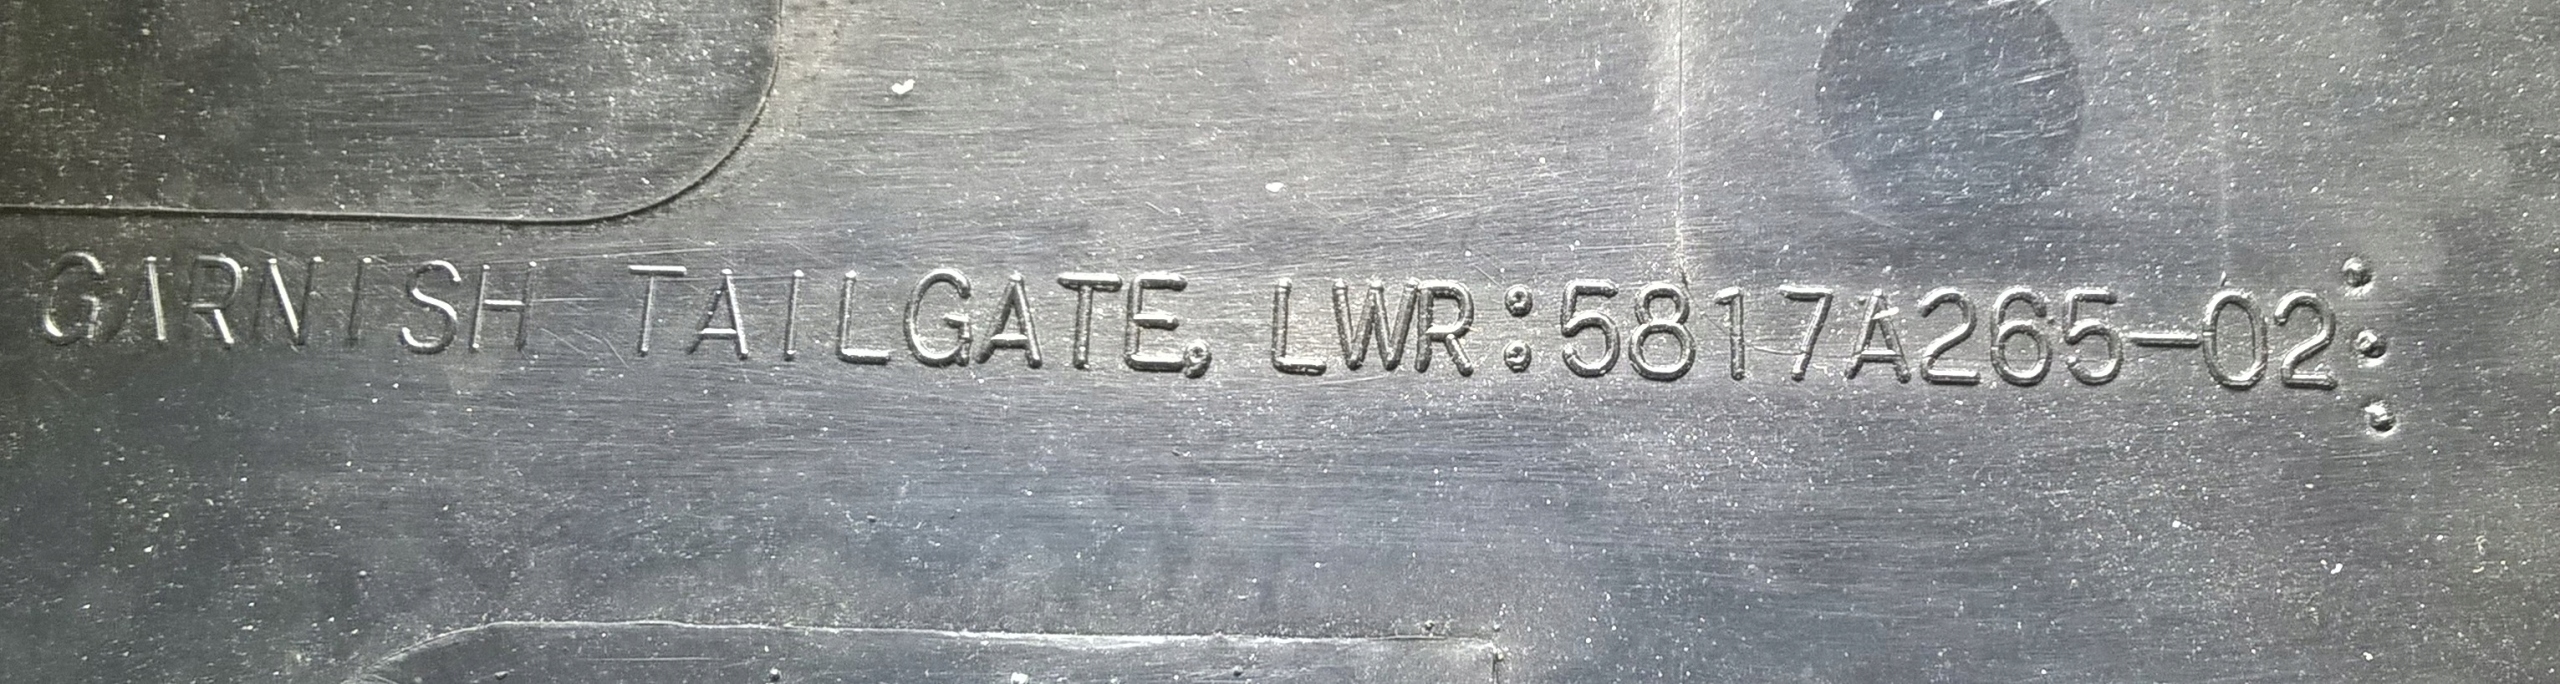 GARNISH TAILGATE, LWR:5817A265-02